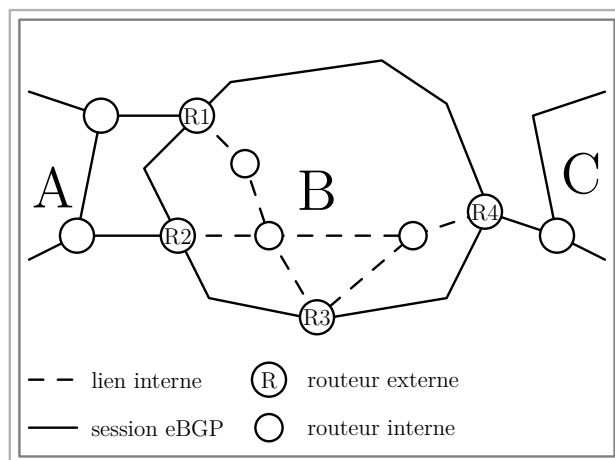 R1
A
B
C
R2
R4
R3
lien interne
R routeur externe
session eBGP
routeur interne